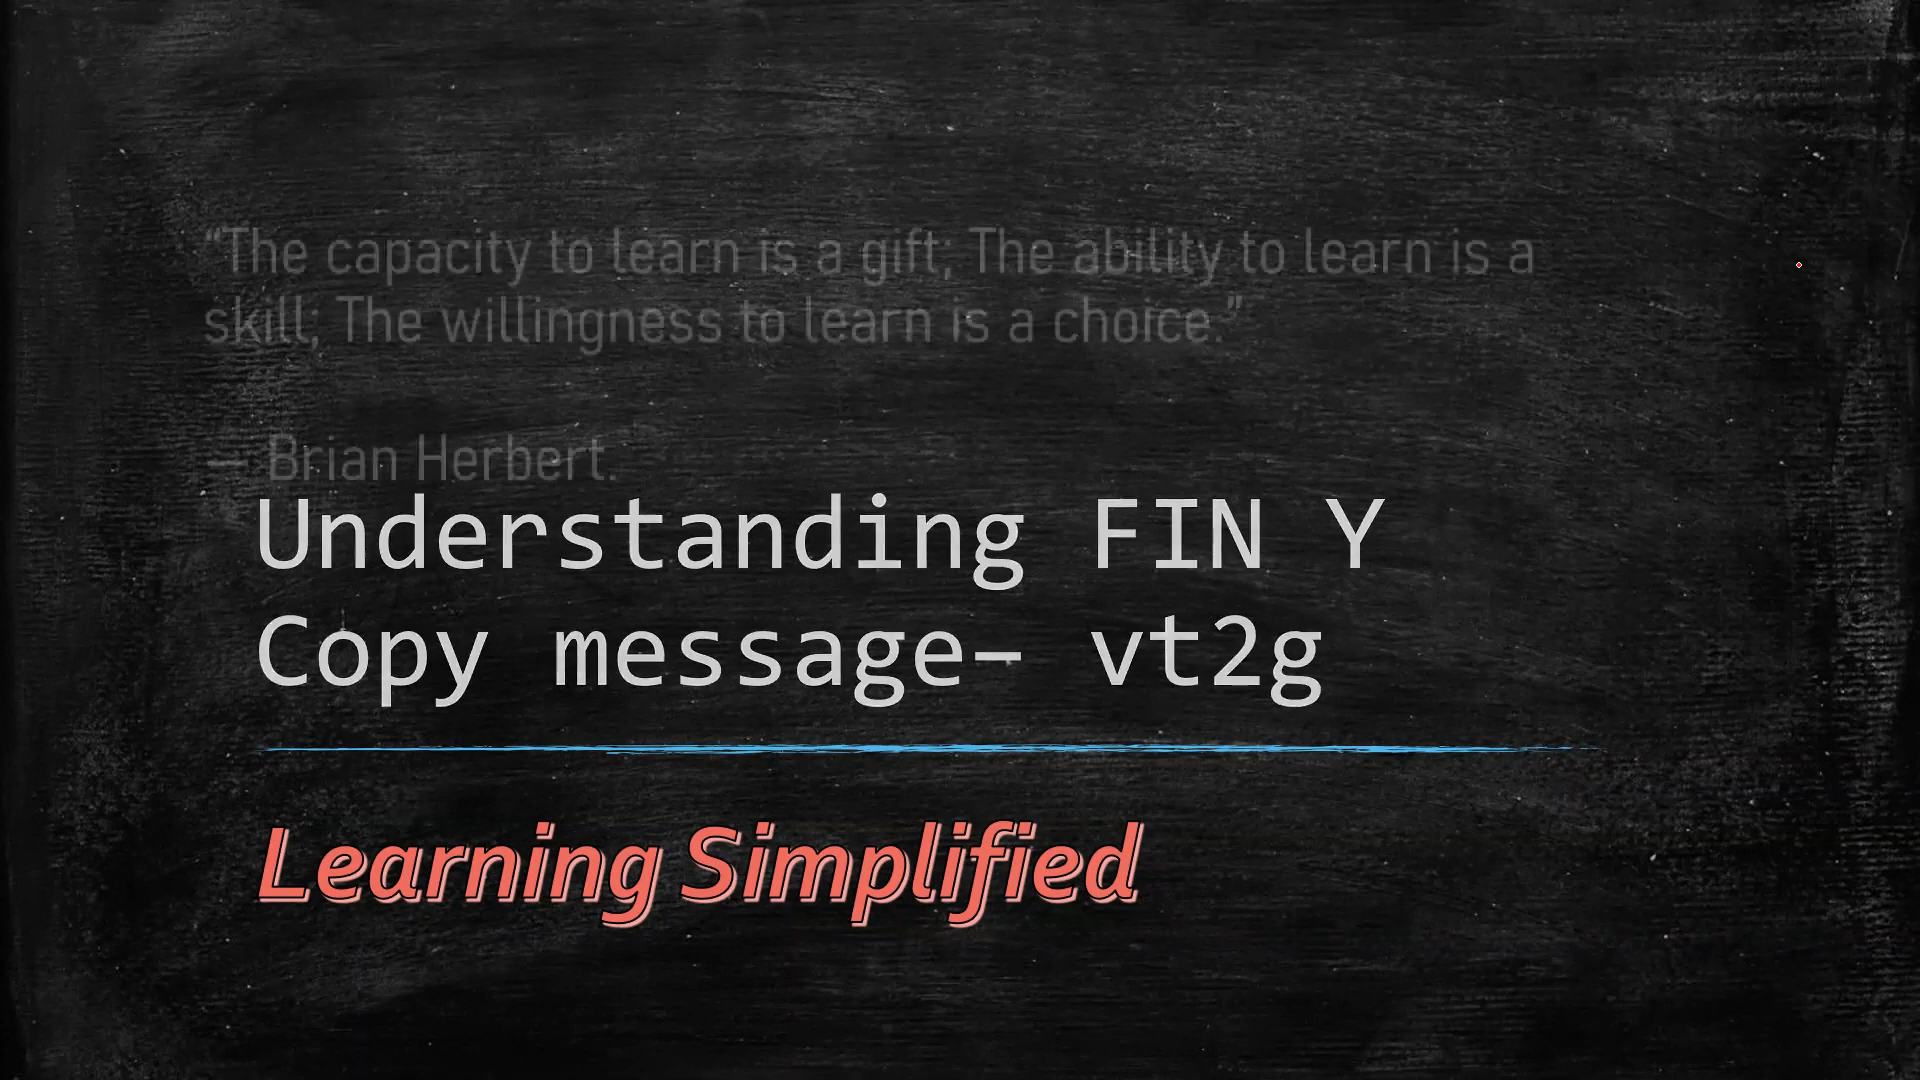 “The capacity to learn is a gift; The ability to learn is a
skill; The willingness to learn is a choice.”
— Brian Herbert.
Understanding FIN Y
Copy message– vt2g
Learning Simplified